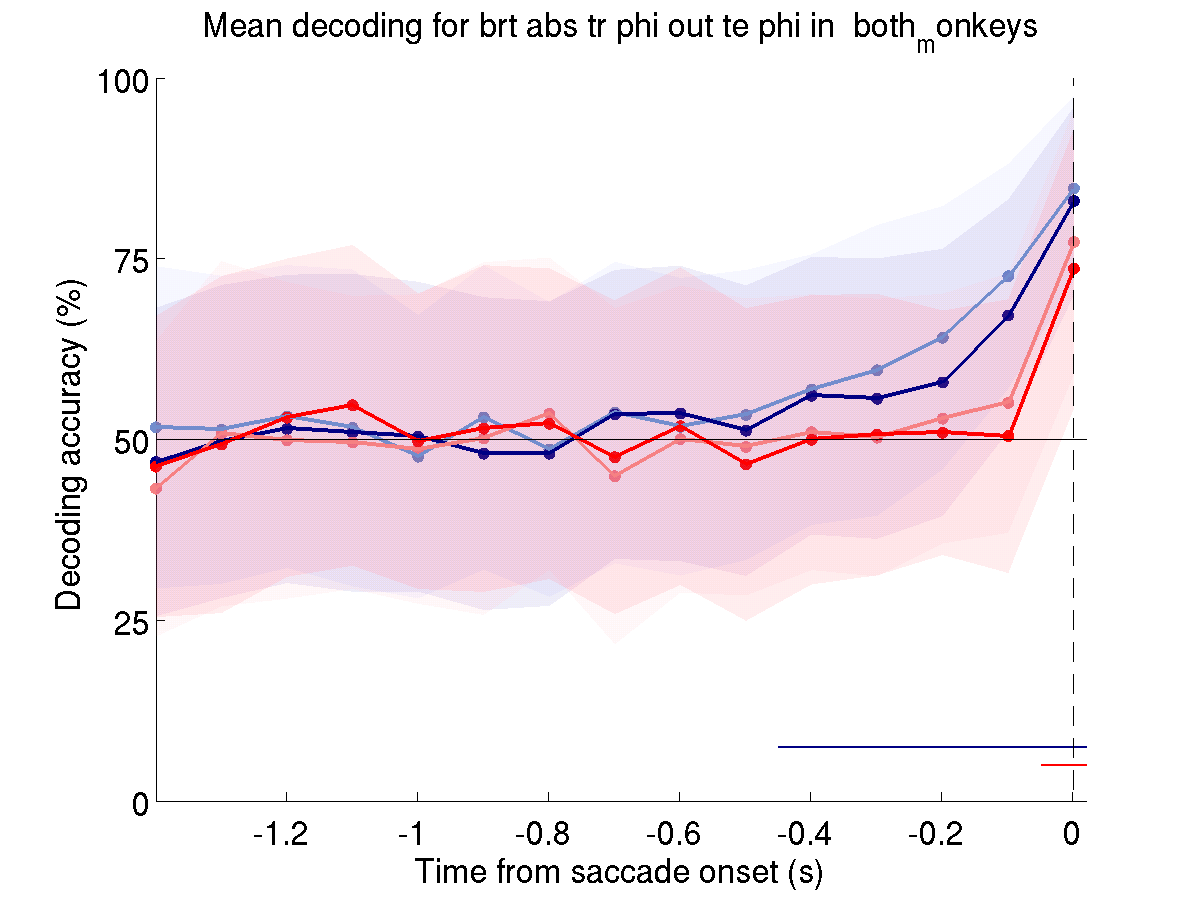 Mean decoding for brt abs tr phi out te phi in both_monkeys
Decoding accuracy (%)
100
75
50
25
0
-1.2 -1 -0.8 -0.6 -0.4 -0.2 0
Time from saccade onset (s)